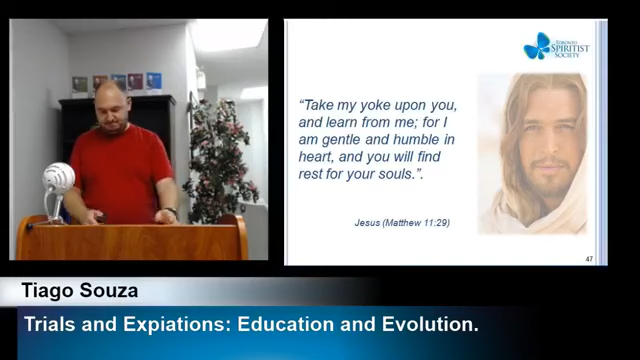 TORONTO
SPIRITIST
SOCIETY
“Take my yoke upon you,
and learn from me; for I
am gentle and humble in
heart, and you will find
rest for your souls.”.
Jesus (Matthew 11:29)
47
Tiago Souza
Trials and Expiations: Education and Evolution.